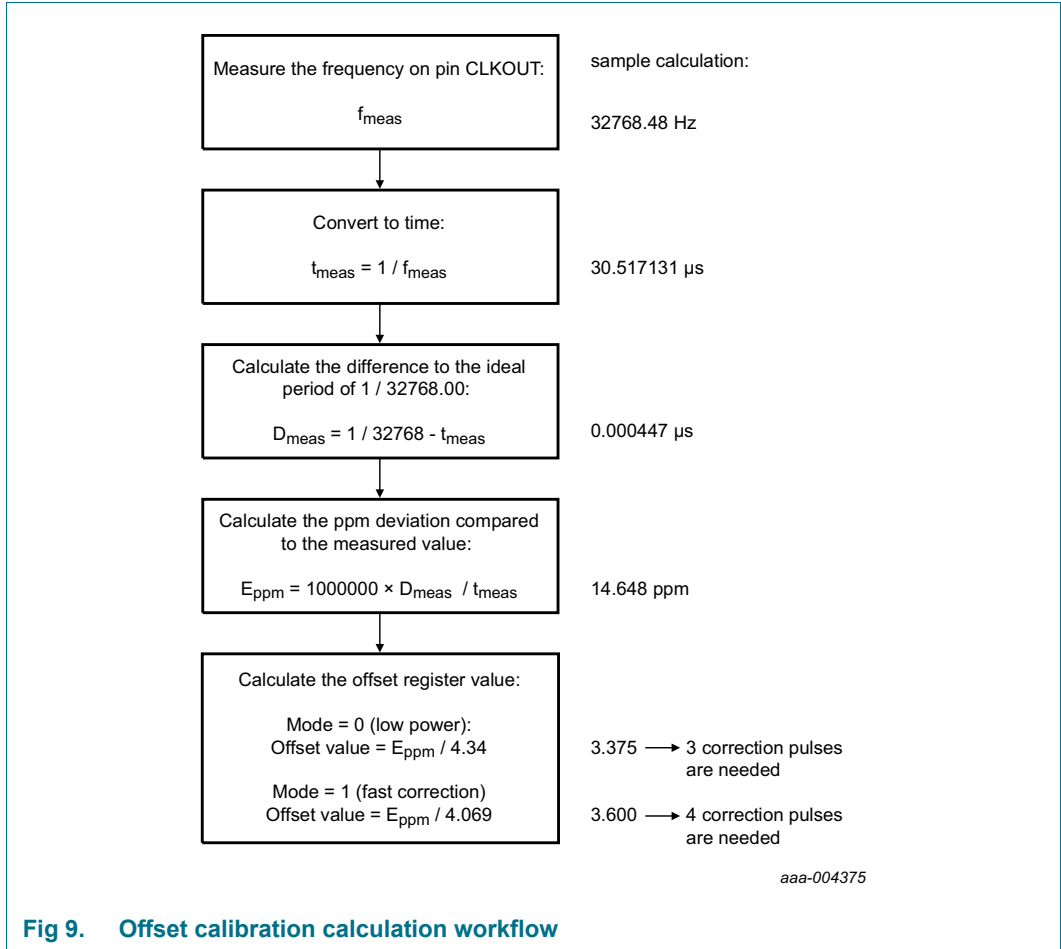 Measure the frequency on pin CLKOUT:
fmeas
sample calculation:
32768.48 Hz
Convert to time:
tmeas = 1 / fmeas
30.517131 μs
Calculate the difference to the ideal
period of 1 / 32768.00:
Dmeas = 1 / 32768 - tmeas
0.000447 μs
Calculate the ppm deviation compared
to the measured value:
Eppm = 1000000 × Dmeas / tmeas
14.648 ppm
Calculate the offset register value:
Mode = 0 (low power):
Offset value = Eppm / 4.34
3.375 → 3 correction pulses
are needed
Mode = 1 (fast correction)
Offset value = Eppm / 4.069
3.600 → 4 correction pulses
are needed
aaa-004375
Fig 9. Offset calibration calculation workflow